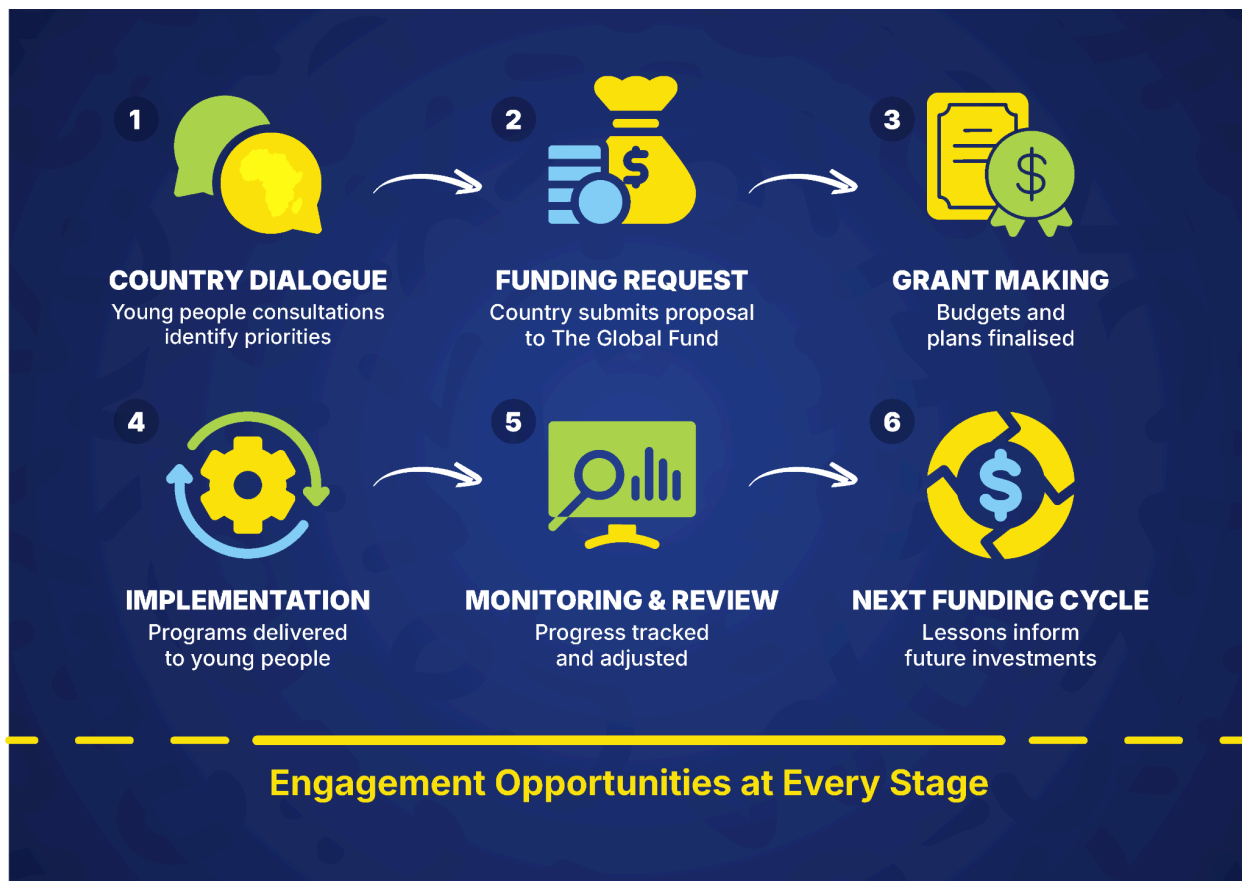 1
COUNTRY DIALOGUE
Young people consultations
identify priorities
2
$
FUNDING REQUEST
Country submits proposal
to The Global Fund
3
$
GRANT MAKING
Budgets and
plans finalised
4
IMPLEMENTATION
Programs delivered
to young people
5
MONITORING & REVIEW
Progress tracked
and adjusted
6
$
NEXT FUNDING CYCLE
Lessons inform
future investments
Engagement Opportunities at Every Stage